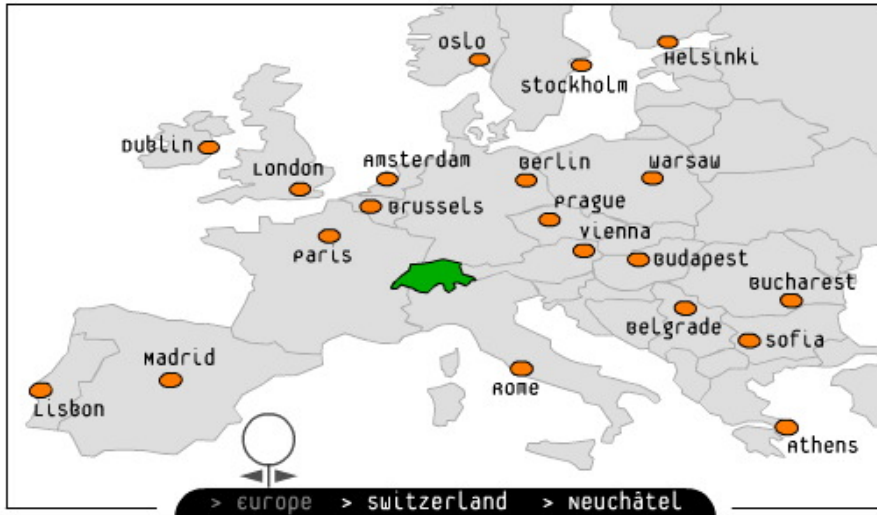 Oslo
Helsinki
Stockholm
Dublin
London
Amsterdam
Berlin
Warsaw
Brussels
Prague
Paris
Vienna
Budapest
Bucharest
Belgrade
Sofia
Madrid
Rome
Lisbon
Athens
> Europe > Switzerland > Neuchâtel